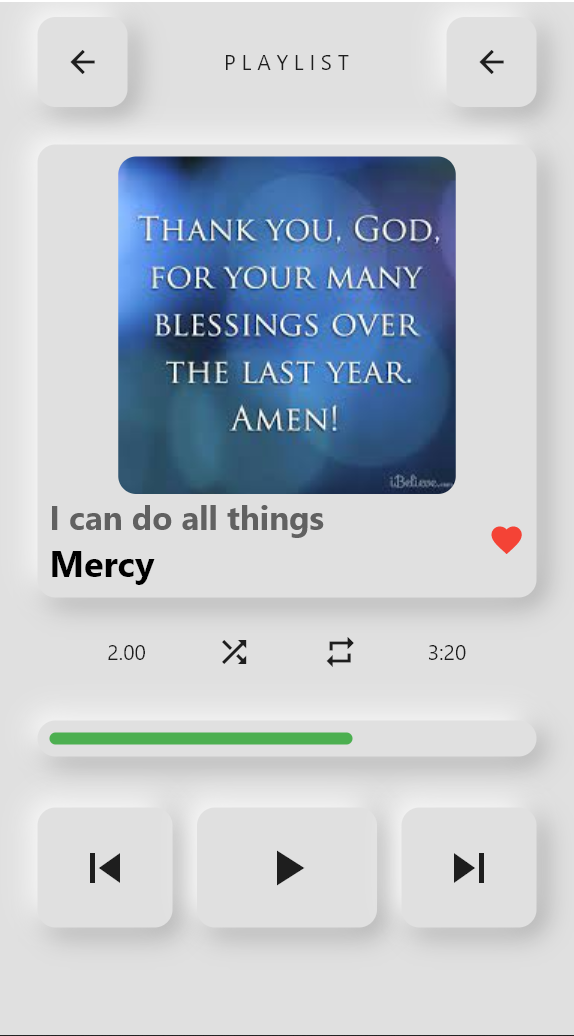 PLAYLIST
THANK YOU, GOD,
FOR YOUR MANY
BLESSINGS OVER
THE LAST YEAR.
AMEN!
iBelieve.com
I can do all things
Mercy
2.00 3:20